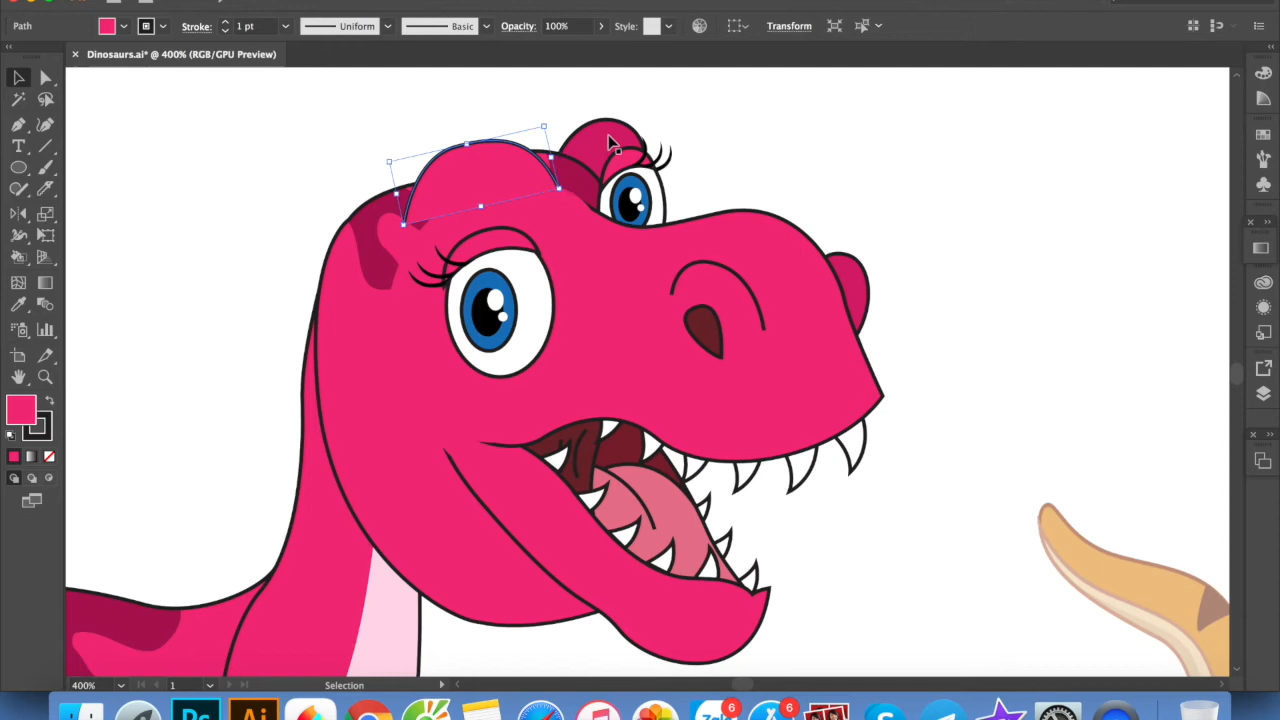 Path Stroke: 1 pt Uniform Basic Opacity: 100% Style: Transform
× Dinosaurs.ai* @ 400% (RGB/GPU Preview)
400% 1 Selection
Ps Ai 6 6